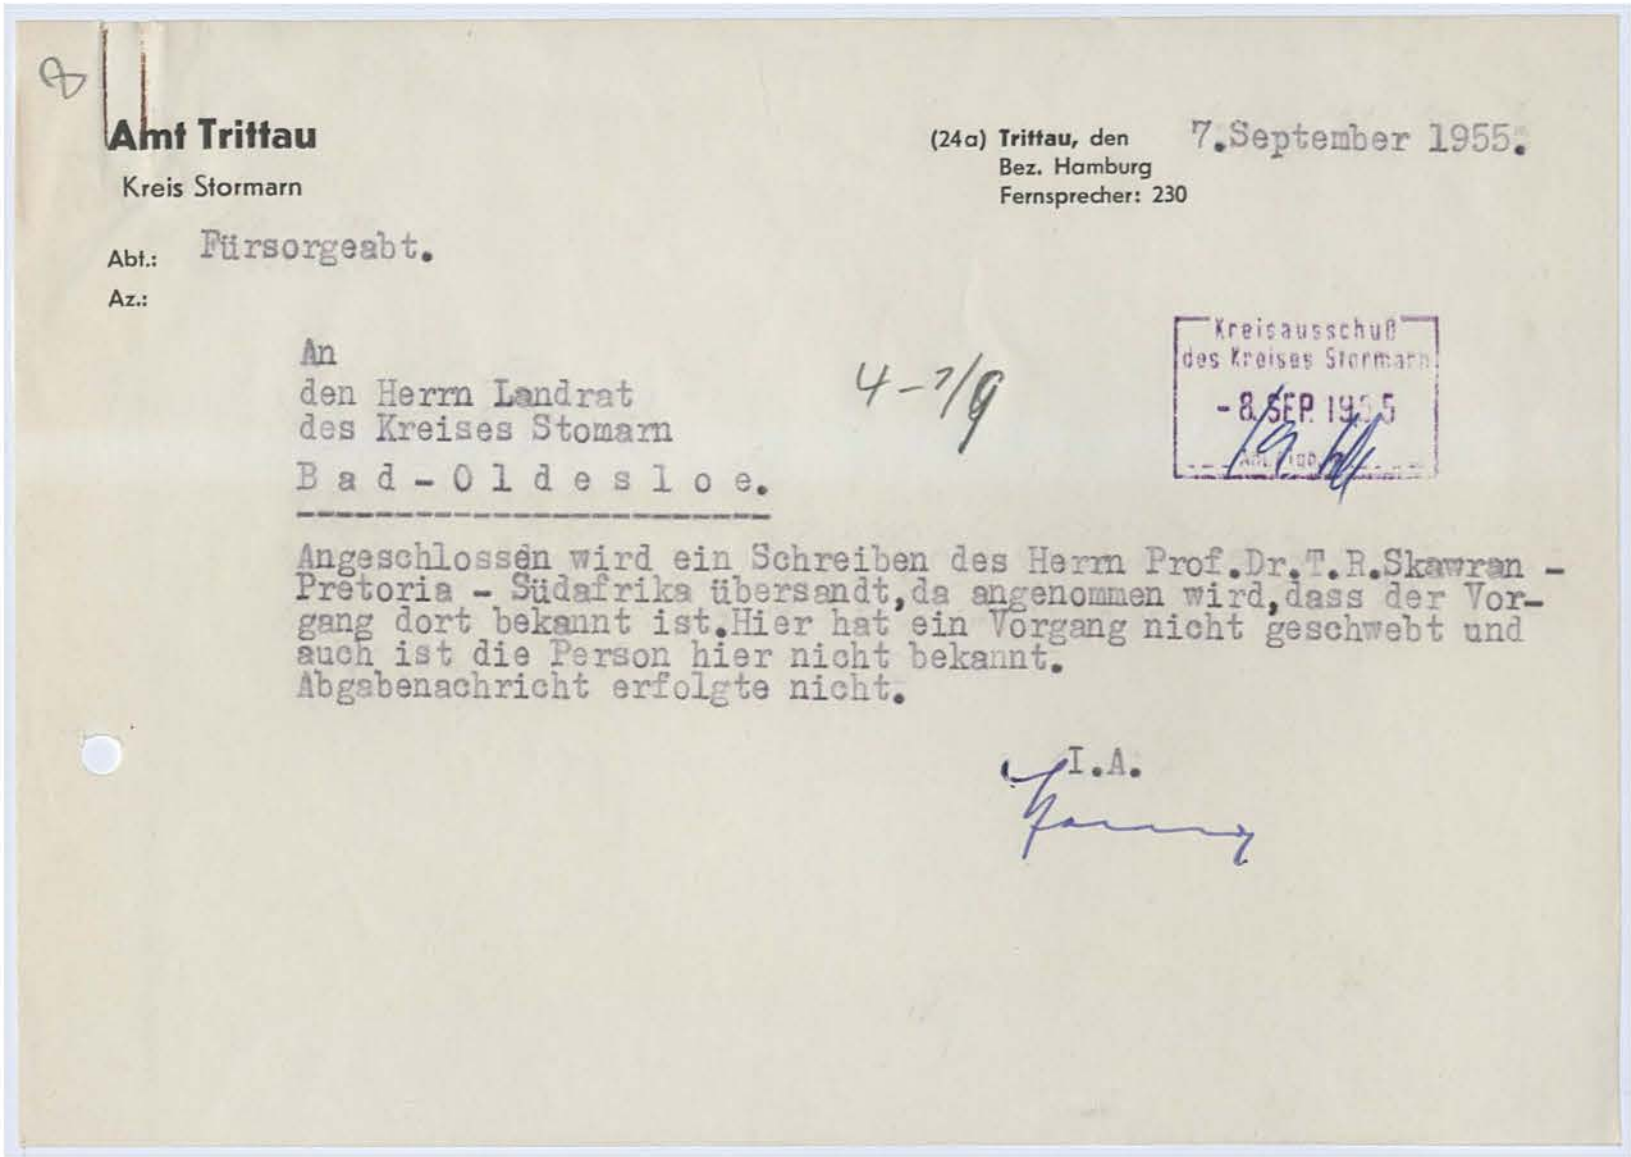 8
Amt Trittau
Kreis Stormarn
(24a) Trittau, den 7.September 1955.
Bez. Hamburg
Fernsprecher: 230
Abt.: Fürsorgeabt.
Az.:
Kreisausschuß
des Kreises Stormarn
- 8. SEP. 1955
An
den Herrn Landrat
des Kreises Stomarn
Bad-Oldesloe.
4-7/9
Angeschlossen wird ein Schreiben des Herrn Prof.Dr.T.R.Skawran -
Pretoria - Südafrika übersandt,da angenommen wird,dass der Vor-
gang dort bekannt ist.Hier hat ein Vorgang nicht geschwebt und
auch ist die Person hier nicht bekannt.
Abgabenachricht erfolgte nicht.
I.A.